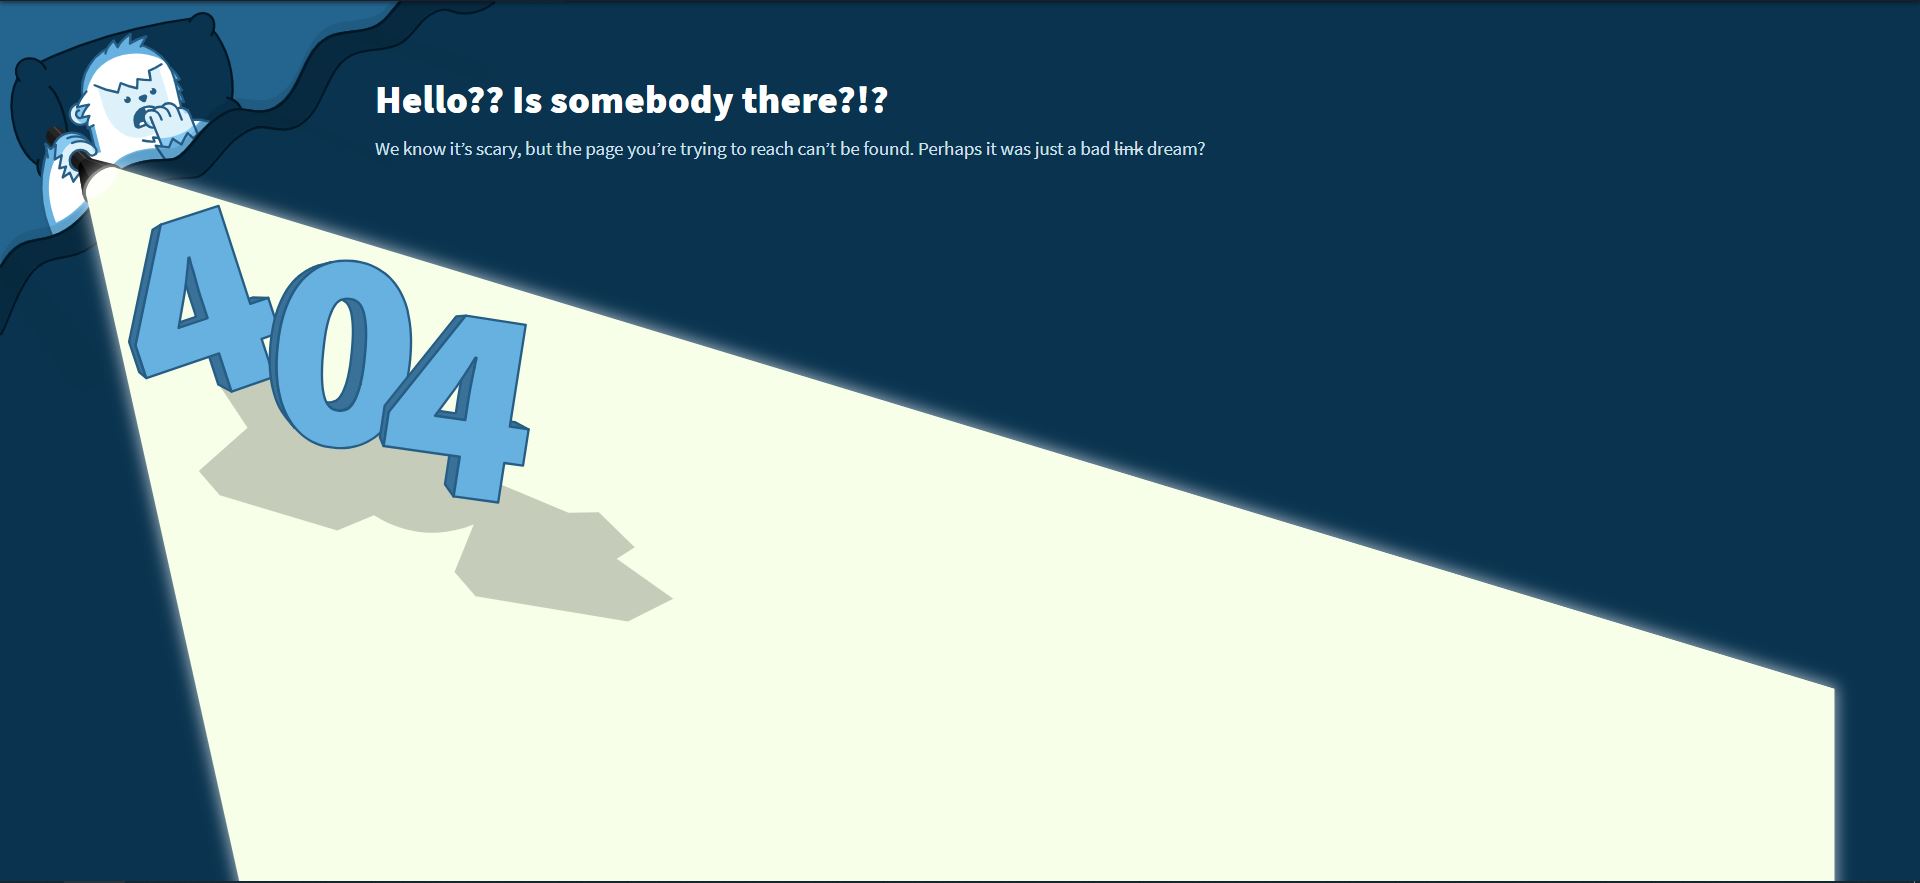 Hello?? Is somebody there?!?
We know it’s scary, but the page you’re trying to reach can’t be found. Perhaps it was just a bad link dream?
404